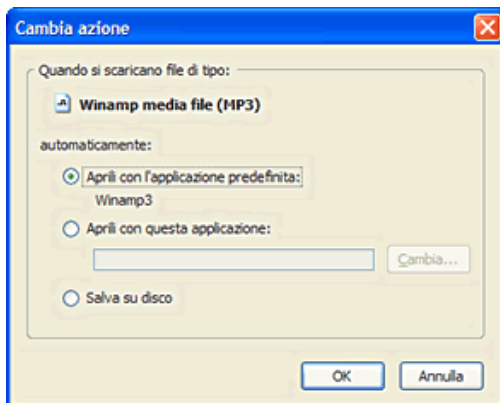 Cambia azione
Quando si scaricano file di tipo:
Winamp media file (MP3)
automaticamente:
Aprili con l'applicazione predefinita:
Winamp3
Aprili con questa applicazione:
Cambia...
Salva su disco
OK
Annulla